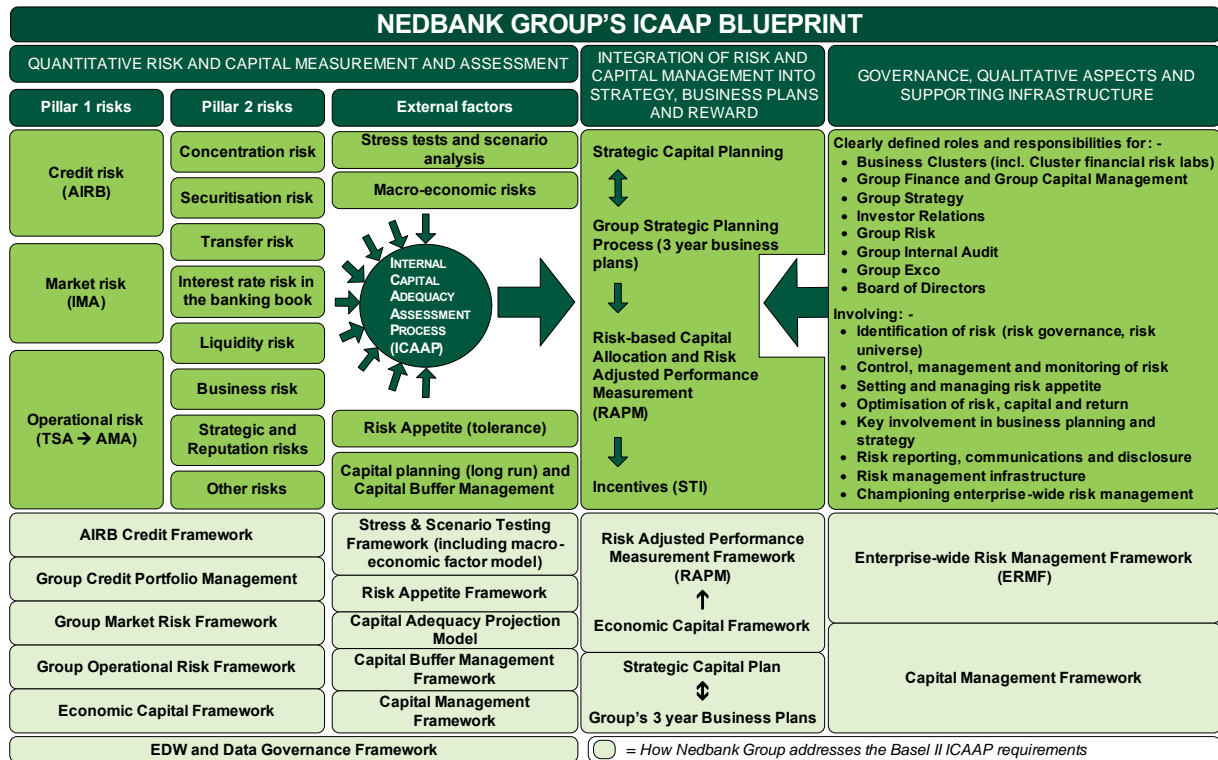 NEDBANK GROUP'S ICAAP BLUEPRINT
QUANTITATIVE RISK AND CAPITAL MEASUREMENT AND ASSESSMENT
Pillar 1 risks
Pillar 2 risks
External factors
Credit risk
(AIRB)
Market risk
(IMA)
Operational risk
(TSA → AMA)
Concentration risk
Securitisation risk
Transfer risk
Interest rate risk in
the banking book
Liquidity risk
Business risk
Strategic and
Reputation risks
Other risks
Stress tests and scenario
analysis
Macro-economic risks
INTERNAL
CAPITAL
ADEQUACY
ASSESSMENT
PROCESS
(ICAAP)
Risk Appetite (tolerance)
Capital planning (long run) and
Capital Buffer Management
INTEGRATION OF RISK AND
CAPITAL MANAGEMENT INTO
STRATEGY, BUSINESS PLANS
AND REWARD
Strategic Capital Planning
Group Strategic Planning
Process (3 year business
plans)
Risk-based Capital
Allocation and Risk
Adjusted Performance
Measurement
(RAPM)
Incentives (STI)
GOVERNANCE, QUALITATIVE ASPECTS AND
SUPPORTING INFRASTRUCTURE
Clearly defined roles and responsibilities for: -
• Business Clusters (incl. Cluster financial risk labs)
• Group Finance and Group Capital Management
• Group Strategy
• Investor Relations
• Group Risk
• Group Internal Audit
• Group Exco
• Board of Directors
Involving: -
• Identification of risk (risk governance, risk
universe)
• Control, management and monitoring of risk
• Setting and managing risk appetite
• Optimisation of risk, capital and return
• Key involvement in business planning and
strategy
• Risk reporting, communications and disclosure
• Risk management infrastructure
• Championing enterprise-wide risk management
AIRB Credit Framework
Group Credit Portfolio Management
Group Market Risk Framework
Group Operational Risk Framework
Economic Capital Framework
Stress & Scenario Testing
Framework (including macro-
economic factor model)
Risk Appetite Framework
Capital Adequacy Projection
Model
Capital Buffer Management
Framework
Capital Management
Framework
EDW and Data Governance Framework
Risk Adjusted Performance
Measurement Framework
(RAPM)
Economic Capital Framework
Strategic Capital Plan
Group's 3 year Business Plans
Enterprise-wide Risk Management Framework
(ERMF)
Capital Management Framework
= How Nedbank Group addresses the Basel II ICAAP requirements